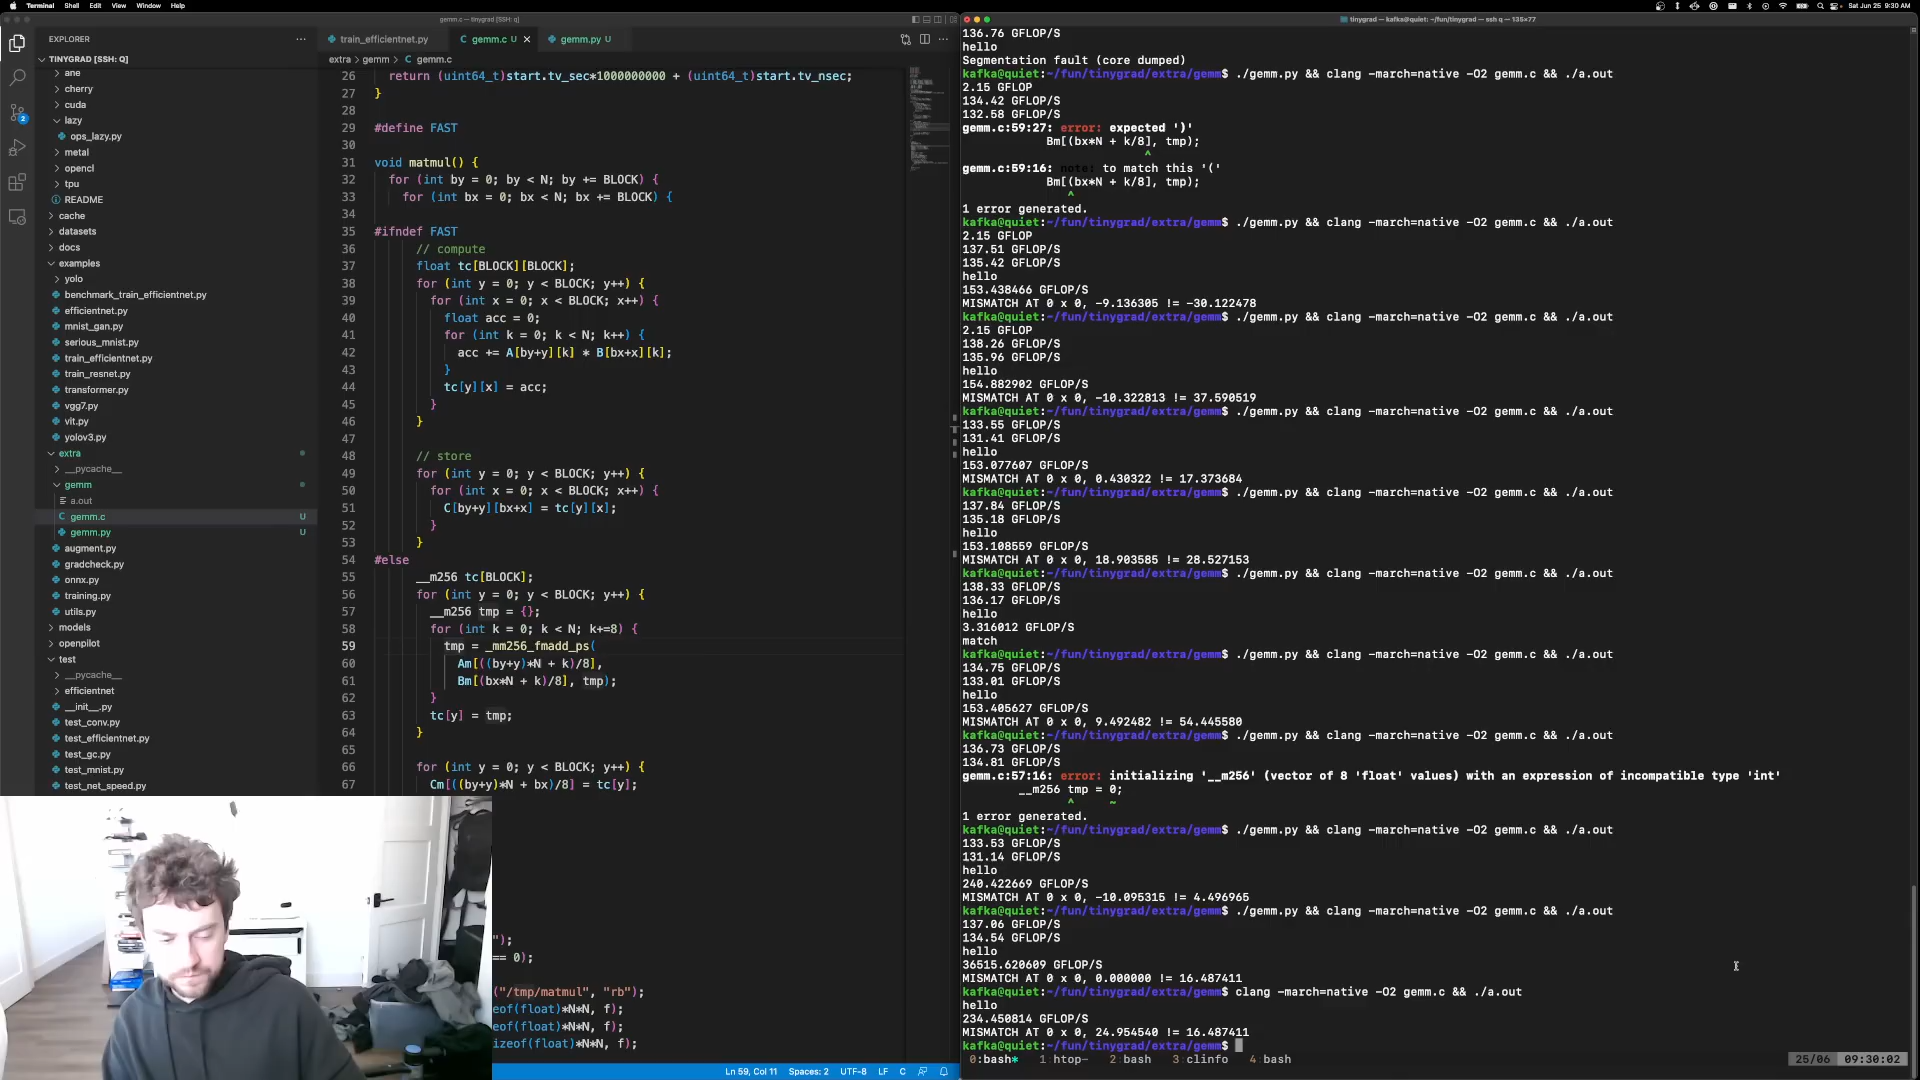 Terminal Shell Edit View Window Help
Sat Jun 25 9:30 AM
gemm.c — tinygrad [SSH: q]
tinygrad — kafka@quiet: ~/fun/tinygrad — ssh q — 135×77
EXPLORER
TINYGRAD [SSH: Q]
ane
cherry
cuda
lazy
ops_lazy.py
metal
opencl
tpu
README
cache
datasets
docs
examples
yolo
benchmark_train_efficientnet.py
efficientnet.py
mnist_gan.py
serious_mnist.py
train_efficientnet.py
train_resnet.py
transformer.py
vgg7.py
vit.py
yolov3.py
extra
__pycache__
gemm
a.out
gemm.c U
gemm.py U
augment.py
gradcheck.py
onnx.py
training.py
utils.py
models
openpilot
test
__pycache__
efficientnet
__init__.py
test_conv.py
test_efficientnet.py
test_gc.py
test_mnist.py
test_net_speed.py
2
train_efficientnet.py
gemm.c U
gemm.py U
extra > gemm > C gemm.c
26 return (uint64_t)start.tv_sec*1000000000 + (uint64_t)start.tv_nsec;
27 }
28
29 #define FAST
30
31 void matmul() {
32 for (int by = 0; by < N; by += BLOCK) {
33 for (int bx = 0; bx < N; bx += BLOCK) {
34
35 #ifndef FAST
36 // compute
37 float tc[BLOCK][BLOCK];
38 for (int y = 0; y < BLOCK; y++) {
39 for (int x = 0; x < BLOCK; x++) {
40 float acc = 0;
41 for (int k = 0; k < N; k++) {
42 acc += A[by+y][k] * B[bx+x][k];
43 }
44 tc[y][x] = acc;
45 }
46 }
47
48 // store
49 for (int y = 0; y < BLOCK; y++) {
50 for (int x = 0; x < BLOCK; x++) {
51 C[by+y][bx+x] = tc[y][x];
52 }
53 }
54 #else
55 __m256 tc[BLOCK];
56 for (int y = 0; y < BLOCK; y++) {
57 __m256 tmp = {};
58 for (int k = 0; k < N; k+=8) {
59 tmp = _mm256_fmadd_ps(
60 Am[((by+y)*N + k)/8],
61 Bm[(bx*N + k)/8], tmp);
62 }
63 tc[y] = tmp;
64 }
65
66 for (int y = 0; y < BLOCK; y++) {
67 Cm[((by+y)*N + bx)/8] = tc[y];
");
== 0);
("/tmp/matmul", "rb");
eof(float)*N*N, f);
eof(float)*N*N, f);
izeof(float)*N*N, f);
Ln 59, Col 11 Spaces: 2 UTF-8 LF C
136.76 GFLOP/S
hello
Segmentation fault (core dumped)
kafka@quiet:~/fun/tinygrad/extra/gemm$ ./gemm.py && clang -march=native -O2 gemm.c && ./a.out
2.15 GFLOP
134.42 GFLOP/S
132.58 GFLOP/S
gemm.c:59:27: error: expected ')'
Bm[(bx*N + k/8], tmp);
^
gemm.c:59:16: note: to match this '('
Bm[(bx*N + k/8], tmp);
^
1 error generated.
kafka@quiet:~/fun/tinygrad/extra/gemm$ ./gemm.py && clang -march=native -O2 gemm.c && ./a.out
2.15 GFLOP
137.51 GFLOP/S
135.42 GFLOP/S
hello
153.438466 GFLOP/S
MISMATCH AT 0 x 0, -9.136305 != -30.122478
kafka@quiet:~/fun/tinygrad/extra/gemm$ ./gemm.py && clang -march=native -O2 gemm.c && ./a.out
2.15 GFLOP
138.26 GFLOP/S
135.96 GFLOP/S
hello
154.882902 GFLOP/S
MISMATCH AT 0 x 0, -10.322813 != 37.590519
kafka@quiet:~/fun/tinygrad/extra/gemm$ ./gemm.py && clang -march=native -O2 gemm.c && ./a.out
133.55 GFLOP/S
131.41 GFLOP/S
hello
153.077607 GFLOP/S
MISMATCH AT 0 x 0, 0.430322 != 17.373684
kafka@quiet:~/fun/tinygrad/extra/gemm$ ./gemm.py && clang -march=native -O2 gemm.c && ./a.out
137.84 GFLOP/S
135.18 GFLOP/S
hello
153.108559 GFLOP/S
MISMATCH AT 0 x 0, 18.903585 != 28.527153
kafka@quiet:~/fun/tinygrad/extra/gemm$ ./gemm.py && clang -march=native -O2 gemm.c && ./a.out
138.33 GFLOP/S
136.17 GFLOP/S
hello
3.316012 GFLOP/S
match
kafka@quiet:~/fun/tinygrad/extra/gemm$ ./gemm.py && clang -march=native -O2 gemm.c && ./a.out
134.75 GFLOP/S
133.01 GFLOP/S
hello
153.405627 GFLOP/S
MISMATCH AT 0 x 0, 9.492482 != 54.445580
kafka@quiet:~/fun/tinygrad/extra/gemm$ ./gemm.py && clang -march=native -O2 gemm.c && ./a.out
136.73 GFLOP/S
134.81 GFLOP/S
gemm.c:57:16: error: initializing '__m256' (vector of 8 'float' values) with an expression of incompatible type 'int'
__m256 tmp = 0;
^ ~
1 error generated.
kafka@quiet:~/fun/tinygrad/extra/gemm$ ./gemm.py && clang -march=native -O2 gemm.c && ./a.out
133.53 GFLOP/S
131.14 GFLOP/S
hello
240.422669 GFLOP/S
MISMATCH AT 0 x 0, -10.095315 != 4.496965
kafka@quiet:~/fun/tinygrad/extra/gemm$ ./gemm.py && clang -march=native -O2 gemm.c && ./a.out
137.06 GFLOP/S
134.54 GFLOP/S
hello
36515.620609 GFLOP/S
MISMATCH AT 0 x 0, 0.000000 != 16.487411
kafka@quiet:~/fun/tinygrad/extra/gemm$ clang -march=native -O2 gemm.c && ./a.out
hello
234.450814 GFLOP/S
MISMATCH AT 0 x 0, 24.954540 != 16.487411
kafka@quiet:~/fun/tinygrad/extra/gemm$
0:bash* 1 htop- 2 bash 3 clinfo 4 bash
25/06 09:30:02